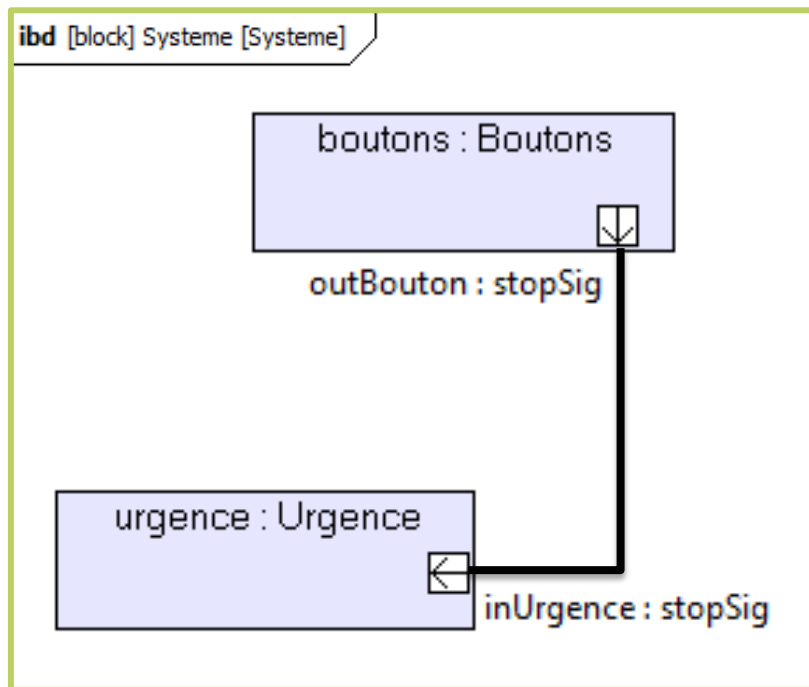 ibd [block] Systeme [Systeme]
boutons : Boutons
outBouton : stopSig
urgence : Urgence
inUrgence : stopSig